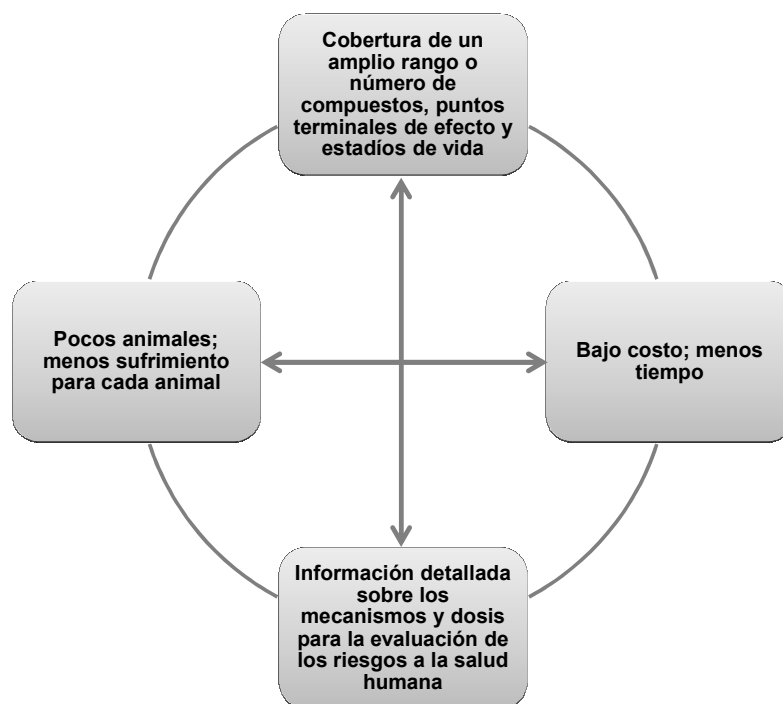 Cobertura de un
amplio rango o
número de
compuestos, puntos
terminales de efecto y
estadíos de vida
Pocos animales;
menos sufrimiento
para cada animal
Bajo costo; menos
tiempo
Información detallada
sobre los
mecanismos y dosis
para la evaluación de
los riesgos a la salud
humana